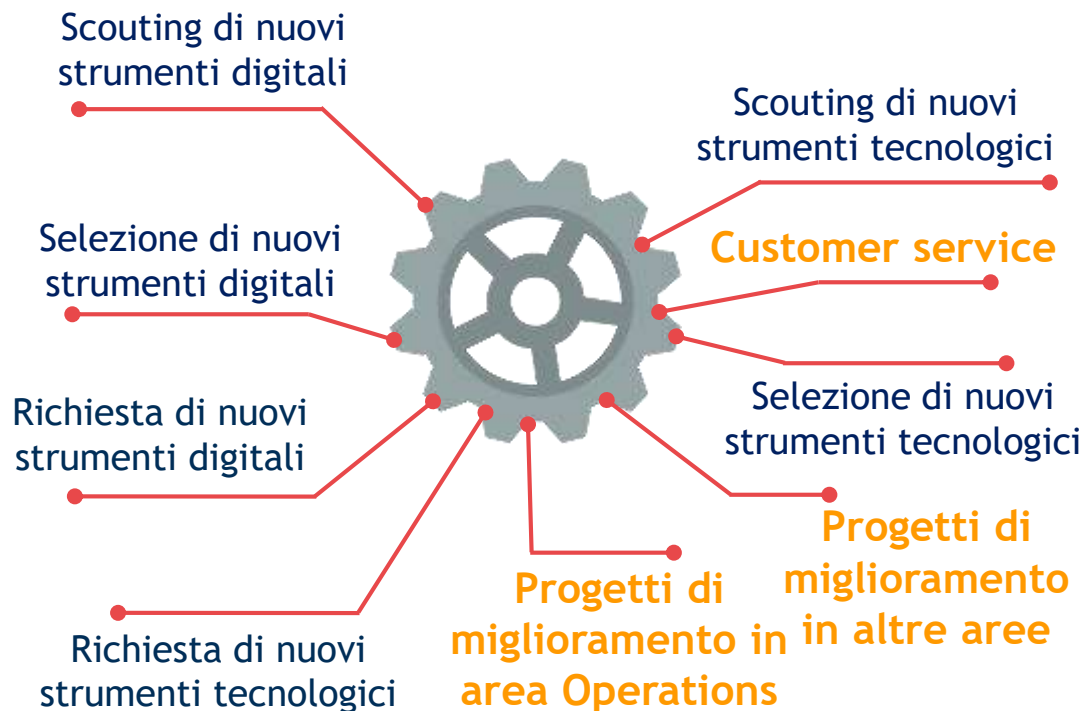 Scouting di nuovi
strumenti digitali
Scouting di nuovi
strumenti tecnologici
Selezione di nuovi
strumenti digitali
Customer service
Selezione di nuovi
strumenti tecnologici
Richiesta di nuovi
strumenti digitali
Progetti di
miglioramento
in altre aree
Progetti di
miglioramento in
area Operations
Richiesta di nuovi
strumenti tecnologici